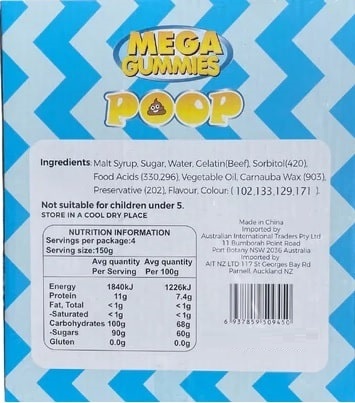 MEGA
GUMMIES
POOP
Ingredients: Malt Syrup, Sugar, Water, Gelatin(Beef), Sorbitol(420),
Food Acids (330,296), Vegetable Oil, Carnauba Wax (903),
Preservative (202), Flavour, Colour: ( 102,133,129,171 ).
Not suitable for children under 5.
STORE IN A COOL DRY PLACE
NUTRITION INFORMATION
Servings per package:4
Serving size:150g
Avg quantity Avg quantity
Per Serving Per 100g
Energy 1840kJ 1226kJ
Protein 11g 7.4g
Fat, Total < 1g < 1g
-Saturated < 1g < 1g
Carbohydrates 100g 68g
-Sugars 90g 60g
Gluten 0.0g 0.0g
Made in China
Imported by
Australian International Traders Pty Ltd
11 Bumborah Point Road
Port Botany NSW 2036 Australia
Imported by
AIT NZ LTD 117 St Georges Bay Rd
Parnell, Auckland NZ
6 937859 509450